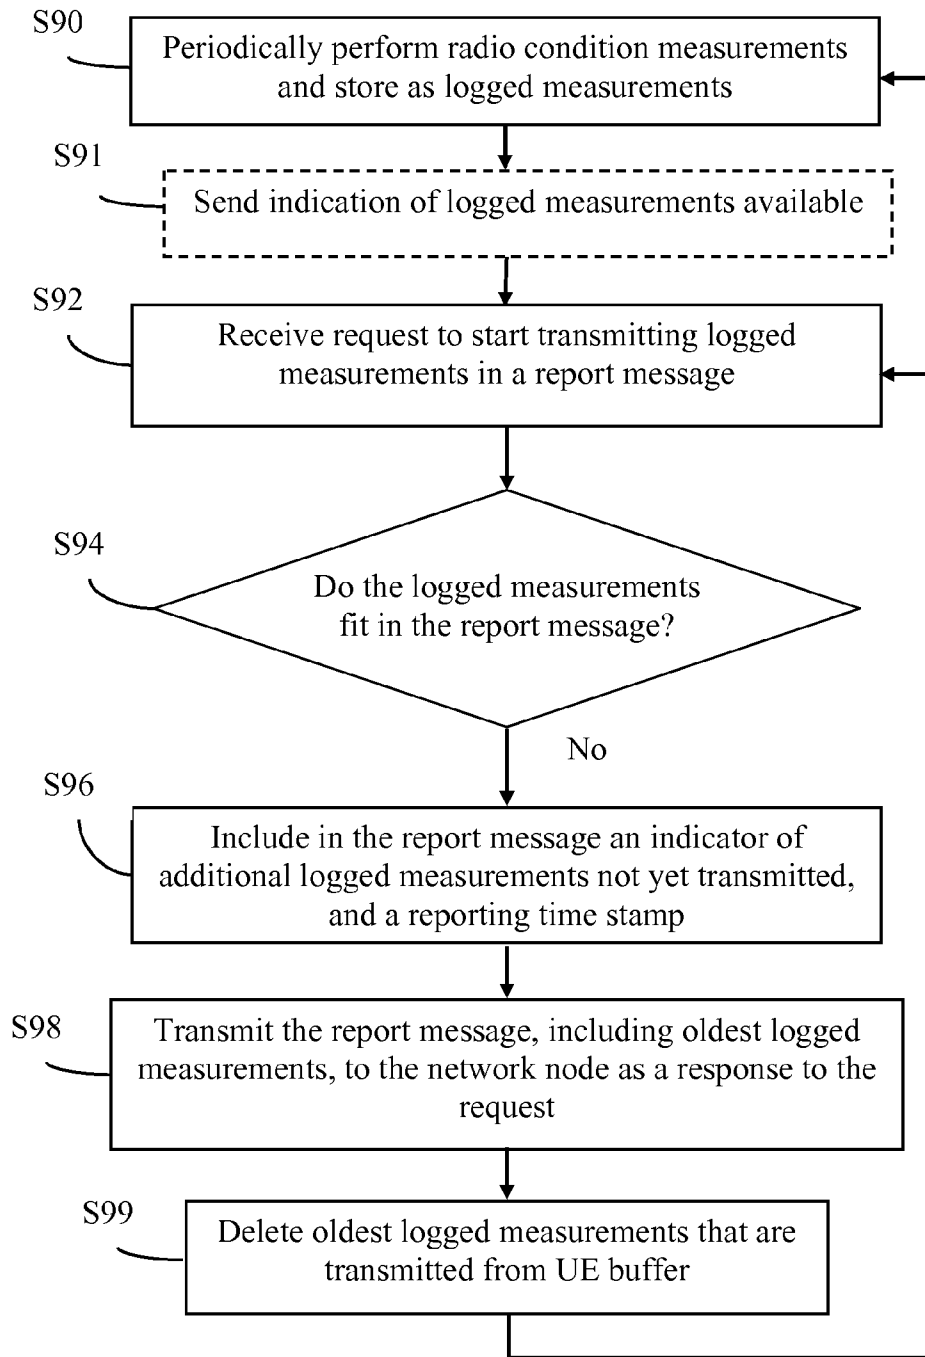 S90
Periodically perform radio condition measurements
and store as logged measurements
S91
Send indication of logged measurements available
S92
Receive request to start transmitting logged
measurements in a report message
S94
Do the logged measurements
fit in the report message?
No
S96
Include in the report message an indicator of
additional logged measurements not yet transmitted,
and a reporting time stamp
S98
Transmit the report message, including oldest logged
measurements, to the network node as a response to the
request
S99
Delete oldest logged measurements that are
transmitted from UE buffer